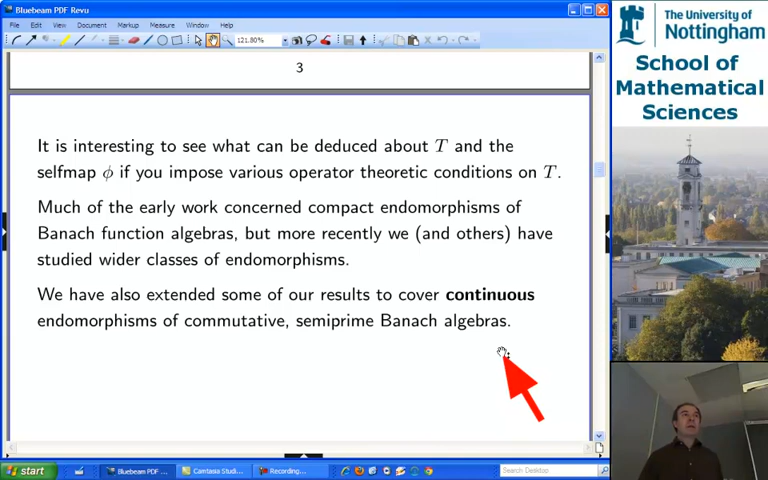 Bluebeam PDF Revu
File Edit View Document Markup Measure Window Help
121.80%
3
It is interesting to see what can be deduced about T and the
selfmap ϕ if you impose various operator theoretic conditions on T.
Much of the early work concerned compact endomorphisms of
Banach function algebras, but more recently we (and others) have
studied wider classes of endomorphisms.
We have also extended some of our results to cover continuous
endomorphisms of commutative, semiprime Banach algebras.
The University of
Nottingham
School of
Mathematical
Sciences
start
Bluebeam PDF ...
Camtasia Studi...
Recording...
Search Desktop